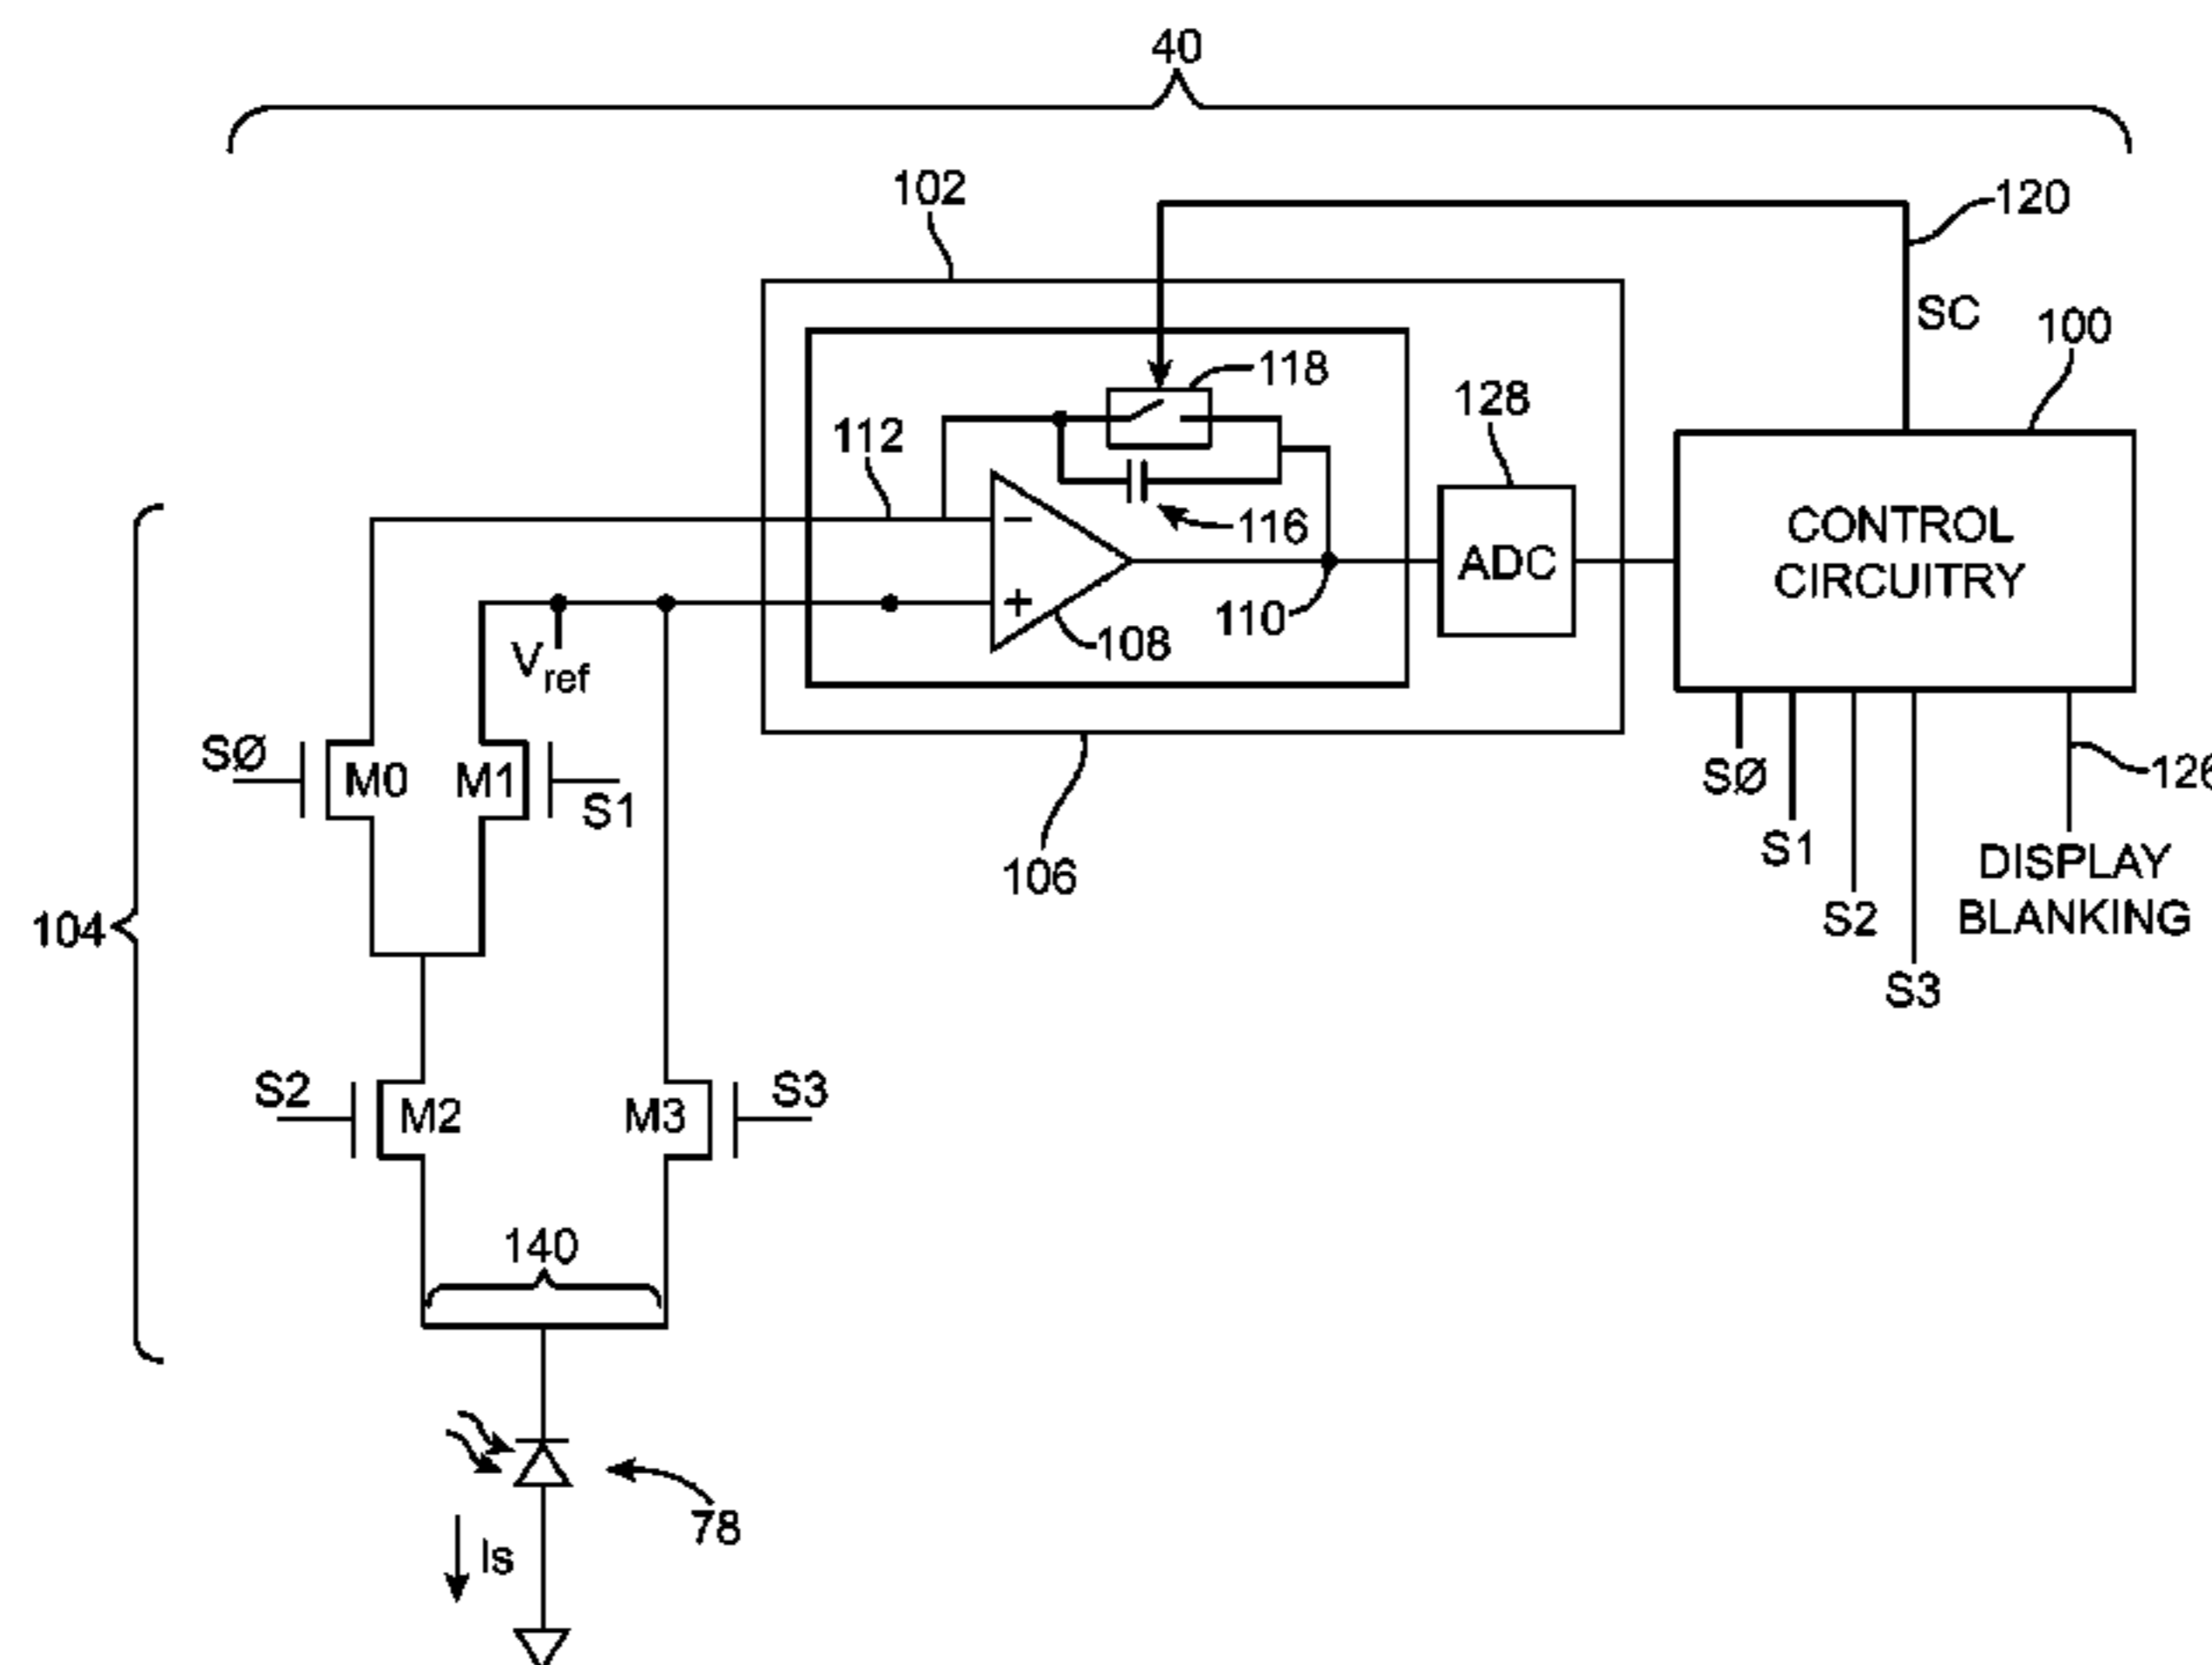 40
102
120
SC
100
118
128
112
116
ADC
CONTROL
CIRCUITRY
110
108
Vref
SØ
M0
M1
S1
SØ
126
S1
DISPLAY
BLANKING
106
S2
104
S3
S2
M2
M3
S3
140
78
Is